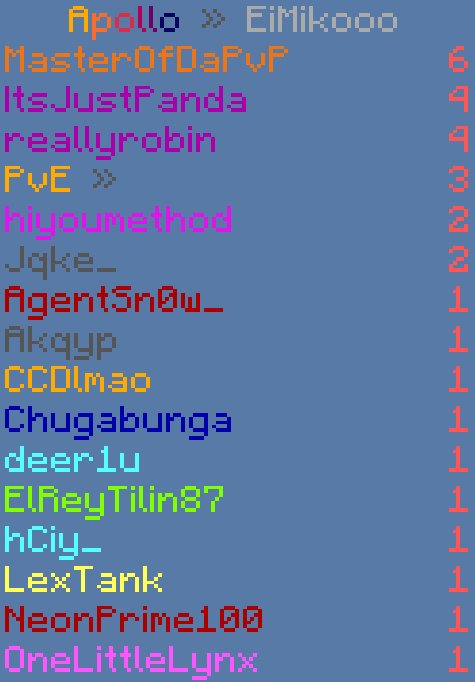 Apollo » EiMikooo
MasterOfDaPvP 6
ItsJustPanda 4
reallyrobin 4
PvE » 3
hiyoumethod 2
Jqke_ 2
AgentSn0w_ 1
Akqyp 1
CCDlmao 1
Chugabunga 1
deer1u 1
ElReyTilin87 1
hCiy_ 1
LexTank 1
NeonPrime100 1
OneLittleLynx 1